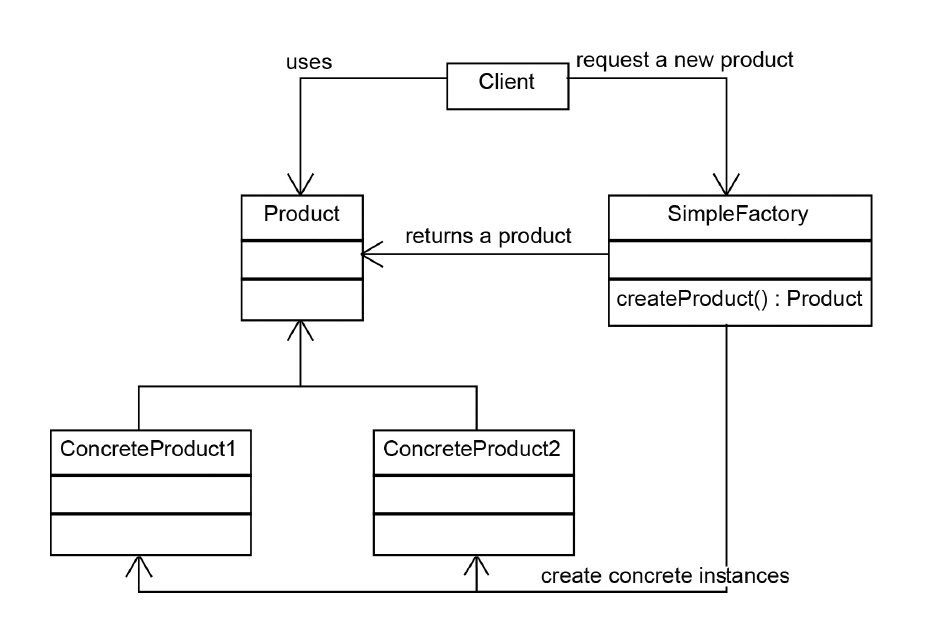 uses
request a new product
Client
Product
SimpleFactory
returns a product
createProduct() : Product
ConcreteProduct1
ConcreteProduct2
create concrete instances